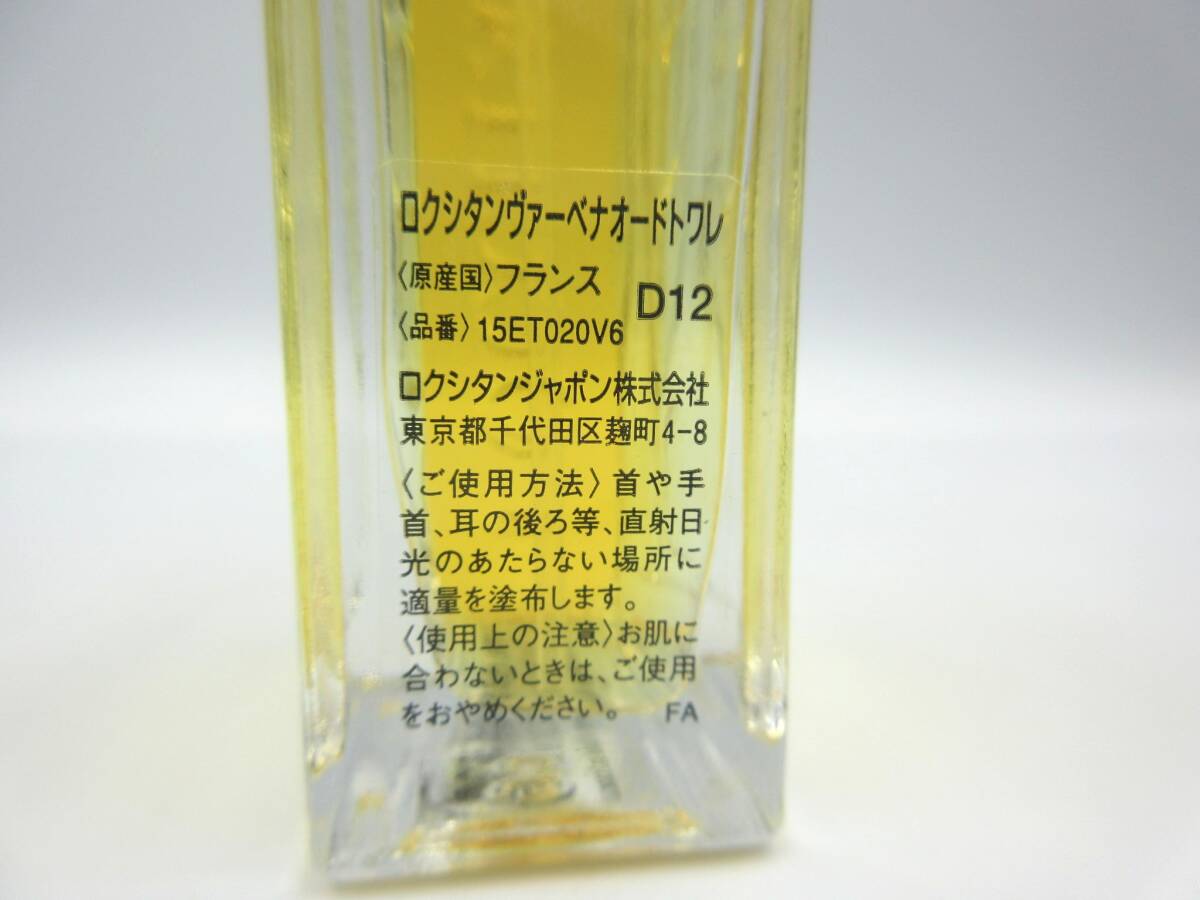 ロクシタンヴァーベナオードトワレ
〈原産国〉フランス
D12
〈品番〉15ET020V6
ロクシタンジャポン株式会社
東京都千代田区麹町4-8
〈ご使用方法〉首や手
首、耳の後ろ等、直射日
光のあたらない場所に
適量を塗布します。
〈使用上の注意〉お肌に
合わないときは、ご使用
をおやめください。 FA